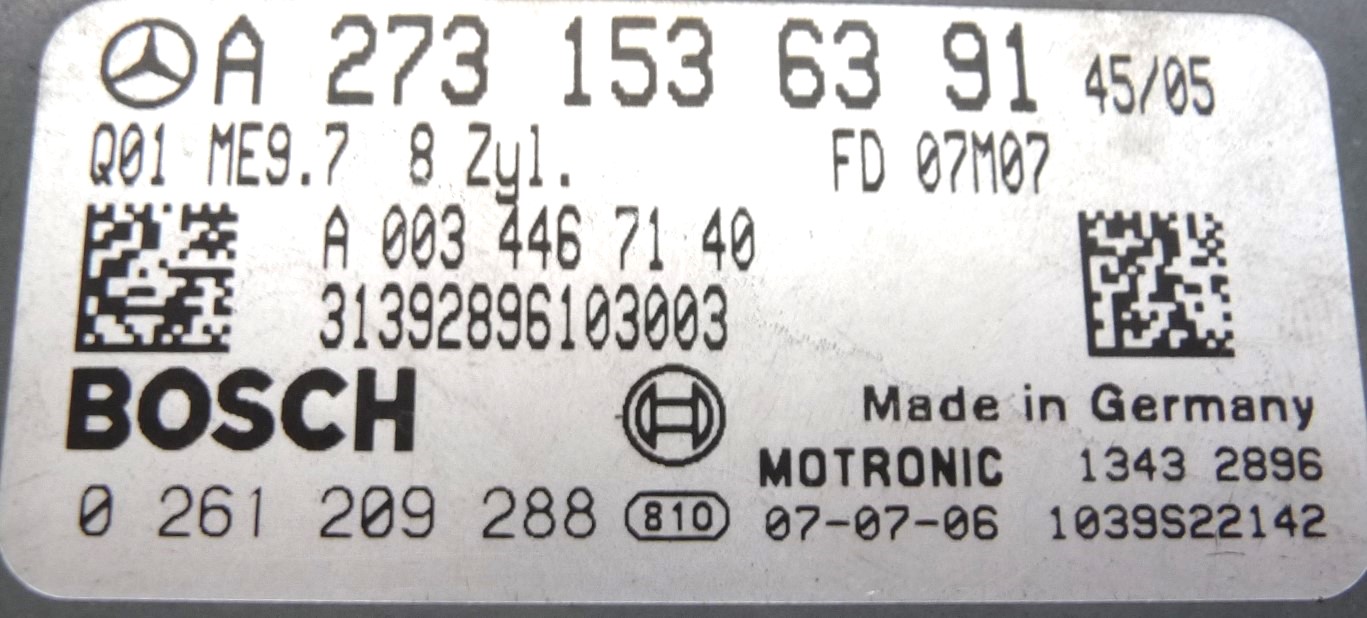 A 273 153 63 91 45/05
Q01 ME9.7 8 Zyl. FD 07M07
A 003 446 71 40
31392896103003
BOSCH
Made in Germany
MOTRONIC 1343 2896
0 261 209 288 810 07-07-06 1039S22142